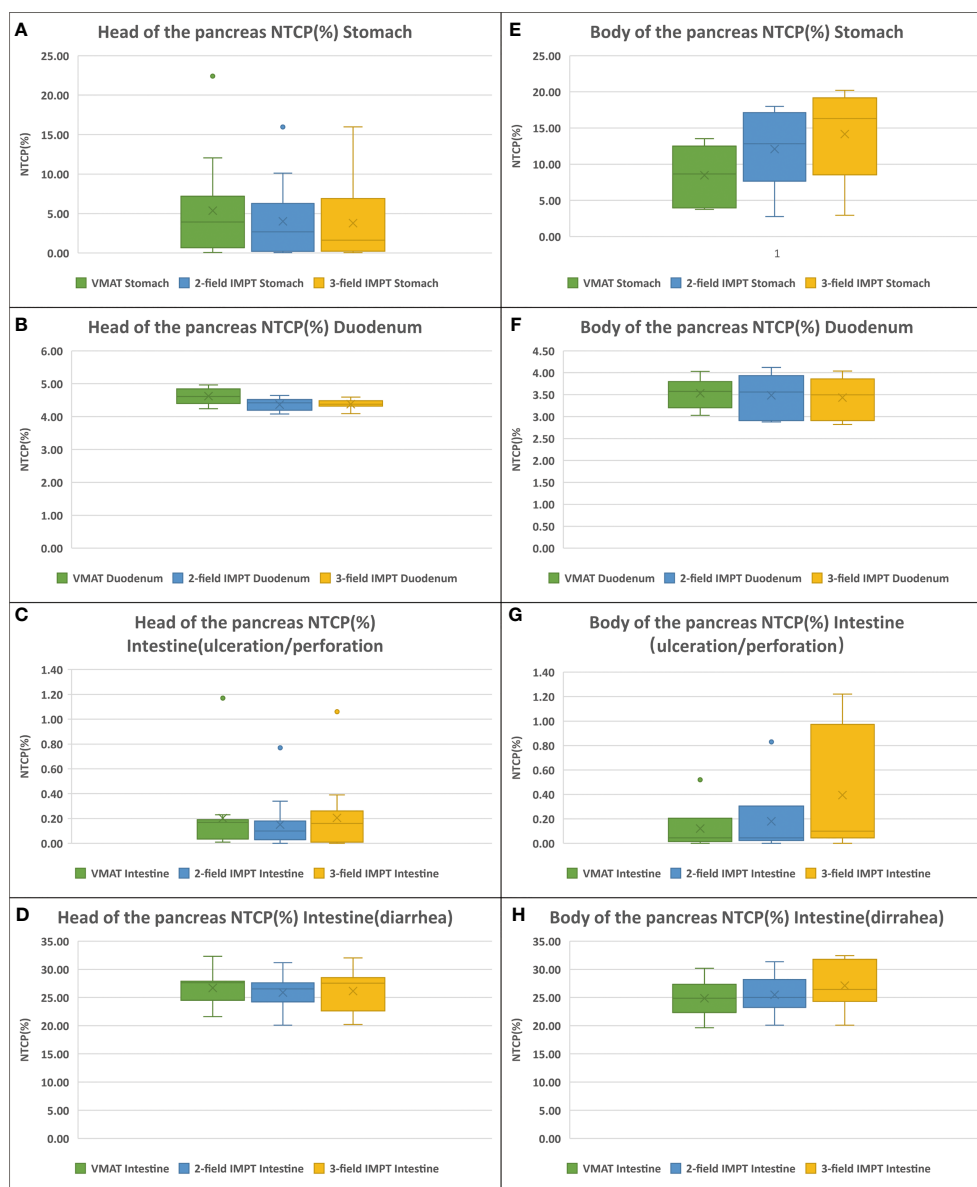 A
Head of the pancreas NTCP(%) Stomach
NTCP(%)
25.00
20.00
15.00
10.00
5.00
0.00
VMAT Stomach 2-field IMPT Stomach 3-field IMPT Stomach
B
Head of the pancreas NTCP(%) Duodenum
NTCP(%)
6.00
5.00
4.00
3.00
2.00
1.00
0.00
VMAT Duodenum 2-field IMPT Duodenum 3-field IMPT Duodenum
C
Head of the pancreas NTCP(%)
Intestine(ulceration/perforation
NTCP(%)
1.40
1.20
1.00
0.80
0.60
0.40
0.20
0.00
VMAT Intestine 2-field IMPT Intestine 3-field IMPT Intestine
D
Head of the pancreas NTCP(%) Intestine(diarrhea)
NTCP(%)
35.00
30.00
25.00
20.00
15.00
10.00
5.00
0.00
VMAT Intestine 2-field IMPT Intestine 3-field IMPT Intestine
E
Body of the pancreas NTCP(%) Stomach
NTCP(%)
25.00
20.00
15.00
10.00
5.00
0.00
1
VMAT Stomach 2-field IMPT Stomach 3-field IMPT Stomach
F
Body of the pancreas NTCP(%) Duodenum
NTCP()%
4.50
4.00
3.50
3.00
2.50
2.00
1.50
1.00
0.50
0.00
VMAT Duodenum 2-field IMPT Duodenum 3-field IMPT Duodenum
G
Body of the pancreas NTCP(%) Intestine
(ulceration/perforation)
NTCP(%)
1.40
1.20
1.00
0.80
0.60
0.40
0.20
0.00
VMAT Intestine 2-field IMPT Intestine 3-field IMPT Intestine
H
Body of the pancreas NTCP(%) Intestine(dirrahea)
NTCP(%)
35.00
30.00
25.00
20.00
15.00
10.00
5.00
0.00
VMAT Intestine 2-field IMPT Intestine 3-field IMPT Intestine